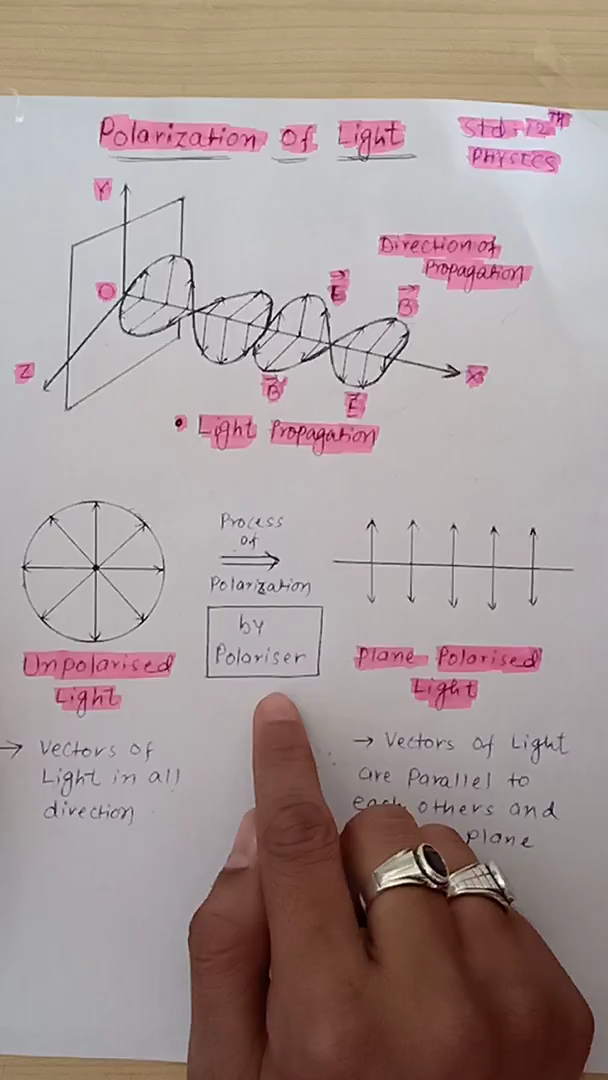 Polarization Of Light
Std:-12TH
PHYSICS
Y
Direction of
Propagation
E
B
O
Z
X
B
E
• Light Propagation
Process
of
Polarization
by
Polariser
Unpolarised
Light
Plane Polarised
Light
→ Vectors of
Light in all
direction
→ Vectors of Light
are Parallel to
each others and
Plane